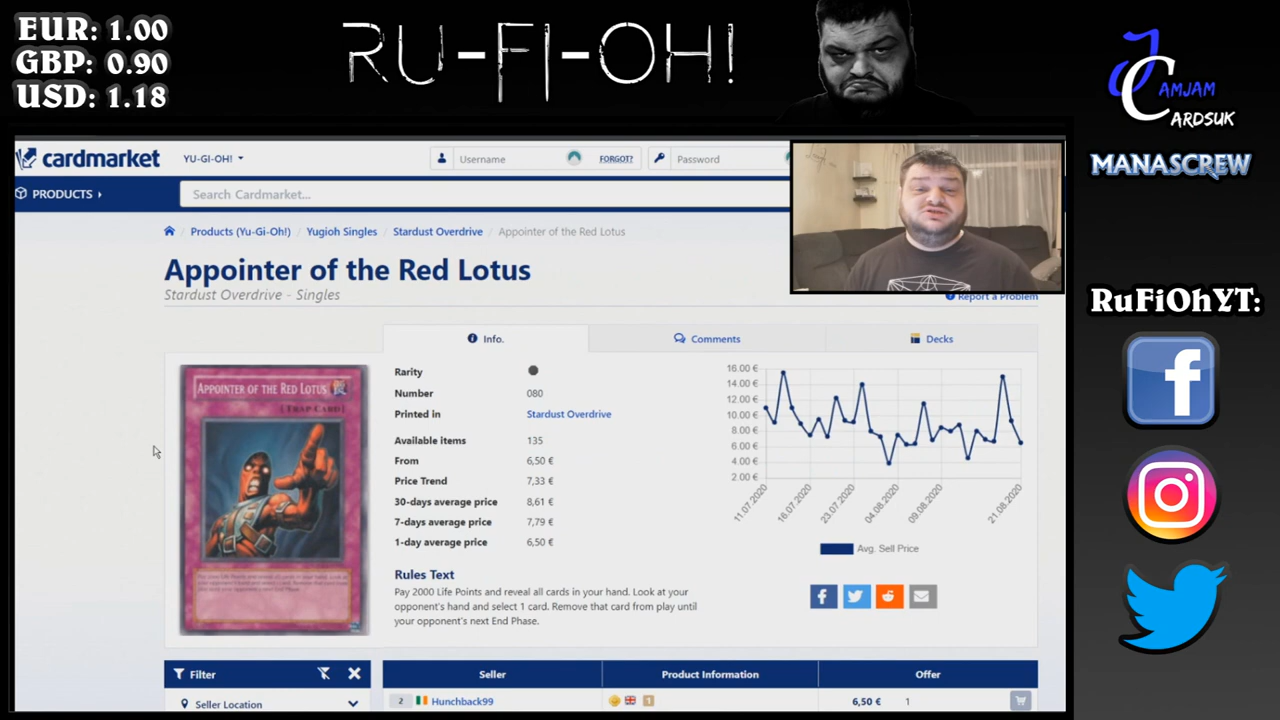 EUR: 1.00
GBP: 0.90
USD: 1.18
RU-FI-OH!
JAMJAM
CARDSUK
MANASCREW
RuFiOhYT:
cardmarket
YU-GI-OH!
Username
FORGOT?
Password
PRODUCTS
Search Cardmarket...
Products (Yu-Gi-Oh!) / Yugioh Singles / Stardust Overdrive / Appointer of the Red Lotus
Appointer of the Red Lotus
Stardust Overdrive - Singles
Report a Problem
Info.
Comments
Decks
APPOINTER OF THE RED LOTUS
[TRAP CARD]
Rarity
Number 080
Printed in Stardust Overdrive
Available items 135
From 6,50 €
Price Trend 7,33 €
30-days average price 8,61 €
7-days average price 7,79 €
1-day average price 6,50 €
Rules Text
Pay 2000 Life Points and reveal all cards in your hand. Look at your
opponent's hand and select 1 card. Remove that card from play until
your opponent's next End Phase.
16.00 €
14.00 €
12.00 €
10.00 €
8.00 €
6.00 €
4.00 €
2.00 €
11.07.2020
16.07.2020
23.07.2020
04.08.2020
09.08.2020
21.08.2020
Avg. Sell Price
Filter
Seller Location
Seller
Product Information
Offer
2 Hunchback99
1
6,50 € 1